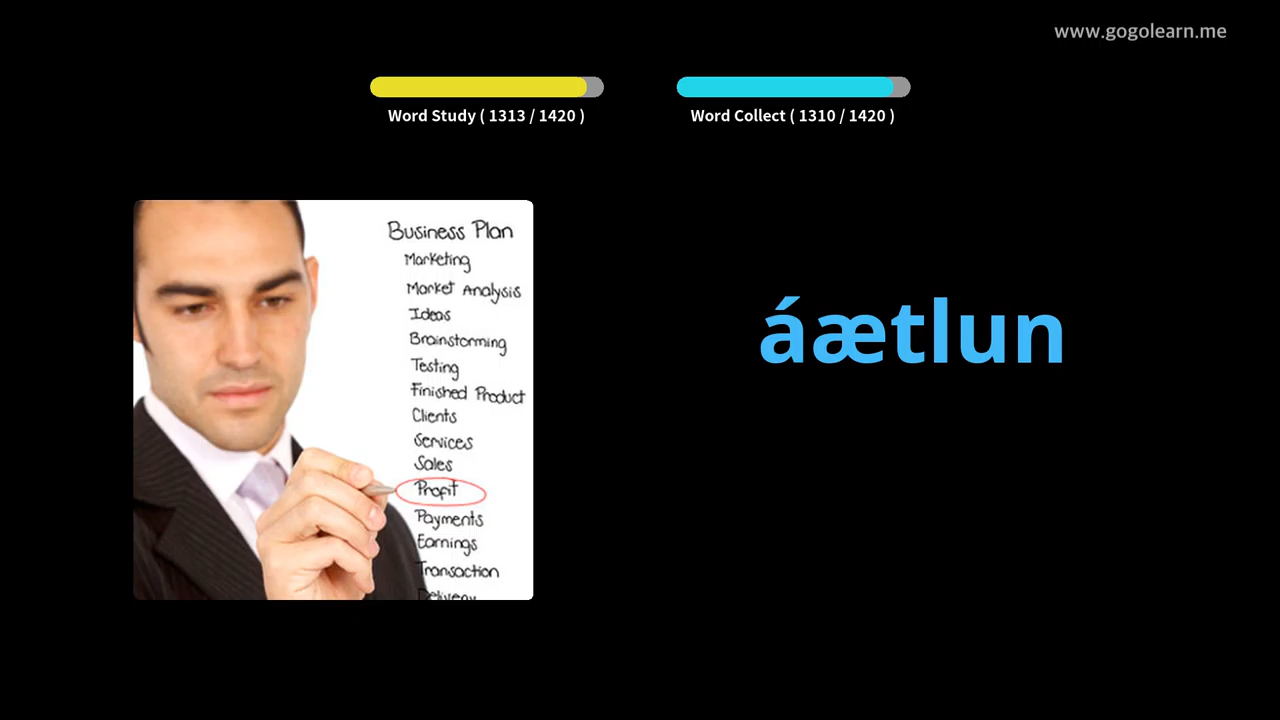 www.gogolearn.me
Word Study ( 1313 / 1420 )
Word Collect ( 1310 / 1420 )
Business Plan
Marketing
Market Analysis
Ideas
Brainstorming
Testing
Finished Product
Clients
Services
Sales
Profit
Payments
Earnings
Transaction
Delivery
áætlun